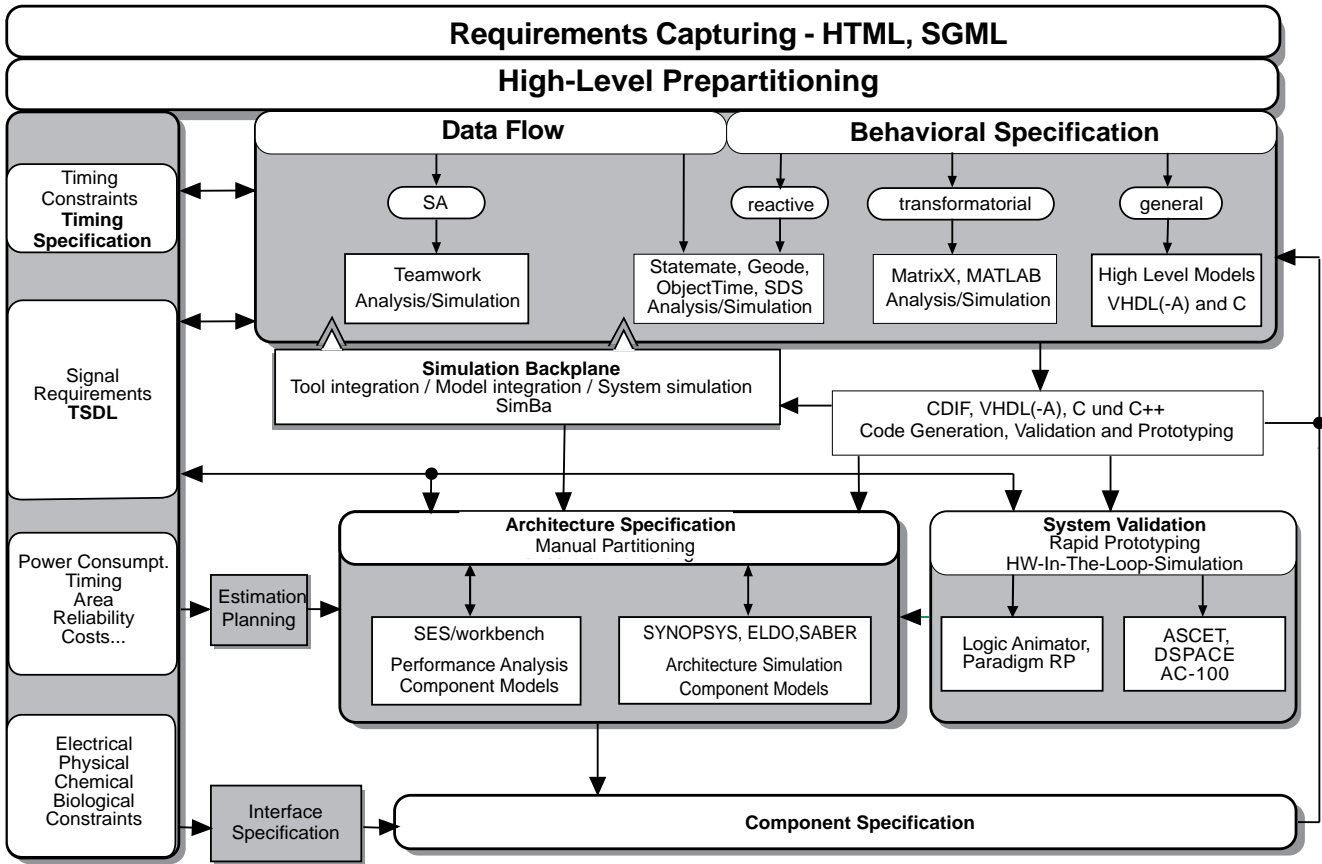 Requirements Capturing - HTML, SGML
High-Level Prepartitioning
Data Flow
Behavioral Specification
Timing
Constraints
Timing
Specification
SA
reactive
transformatorial
general
Teamwork
Analysis/Simulation
Statemate, Geode,
ObjectTime, SDS
Analysis/Simulation
MatrixX, MATLAB
Analysis/Simulation
High Level Models
VHDL(-A) and C
Signal
Requirements
TSDL
Simulation Backplane
Tool integration / Model integration / System simulation
SimBa
CDIF, VHDL(-A), C und C++
Code Generation, Validation and Prototyping
Architecture Specification
Manual Partitioning
System Validation
Rapid Prototyping
HW-In-The-Loop-Simulation
Power Consumpt.
Timing
Area
Reliability
Costs...
Estimation
Planning
SES/workbench
Performance Analysis
Component Models
SYNOPSYS, ELDO,SABER
Architecture Simulation
Component Models
Logic Animator,
Paradigm RP
ASCET,
DSPACE
AC-100
Electrical
Physical
Chemical
Biological
Constraints
Interface
Specification
Component Specification